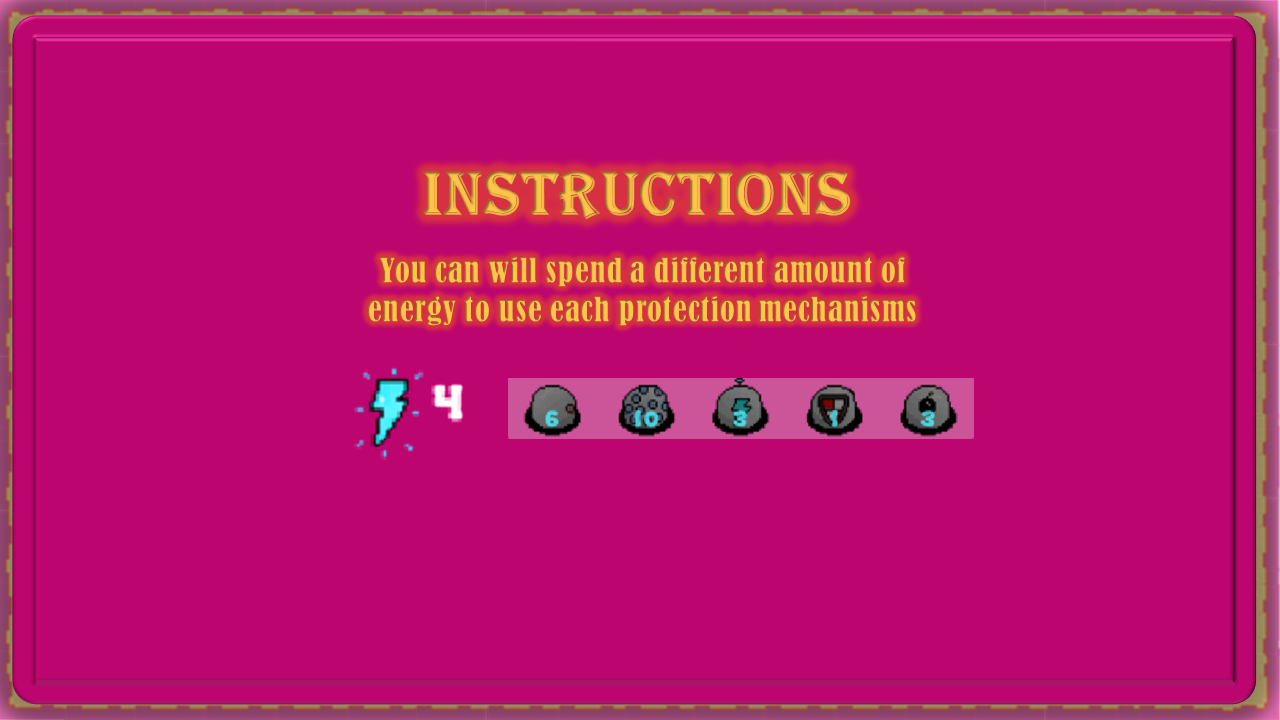 INSTRUCTIONS
You can will spend a different amount of
energy to use each protection mechanisms
4 6 10 3 1 3